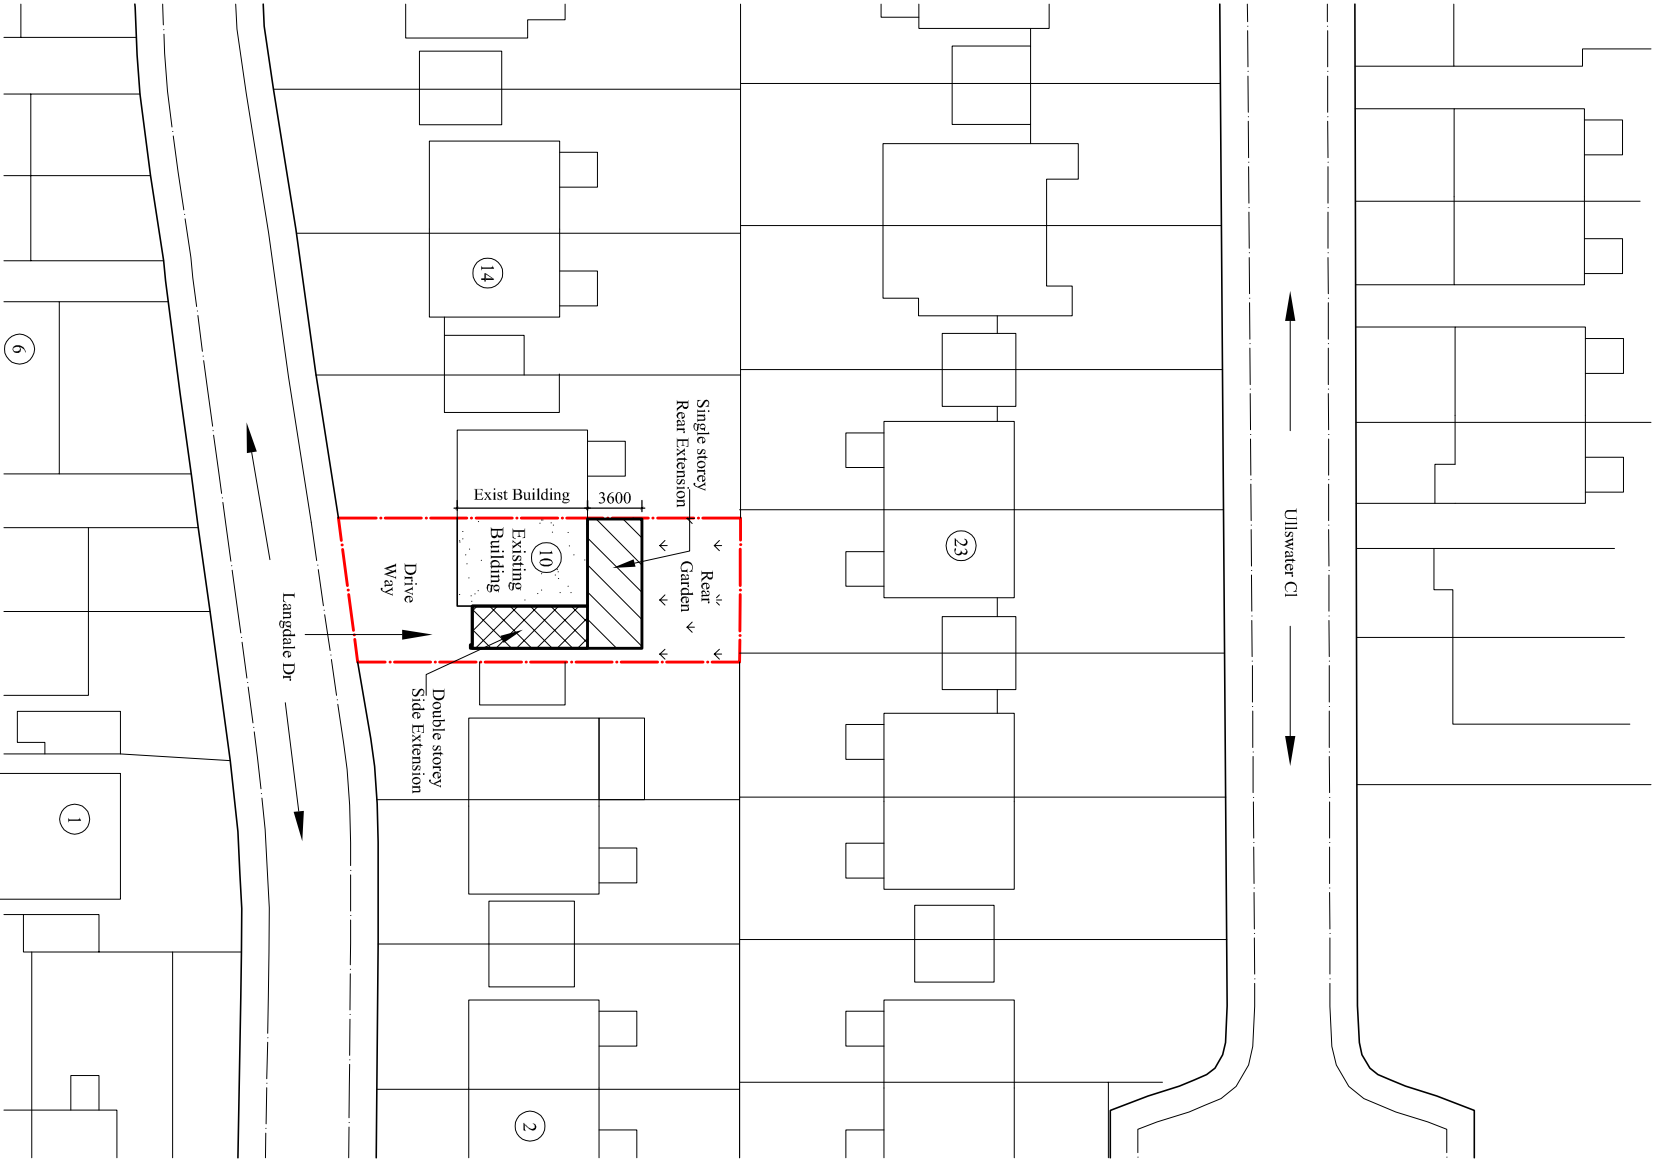 14
6
Single storey
Rear Extension
Exist Building
3600
10
Existing
Building
Rear
Garden
Drive
Way
Langdale Dr
Double storey
Side Extension
23
Ullswater Cl
1
2